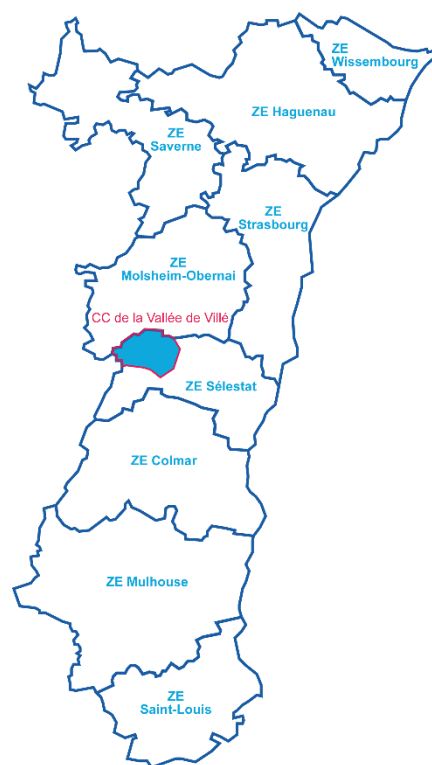 ZE
Wissembourg
ZE Haguenau
ZE
Saverne
ZE
Strasbourg
ZE
Molsheim-Obernai
CC de la Vallée de Villé
ZE Sélestat
ZE Colmar
ZE Mulhouse
ZE
Saint-Louis